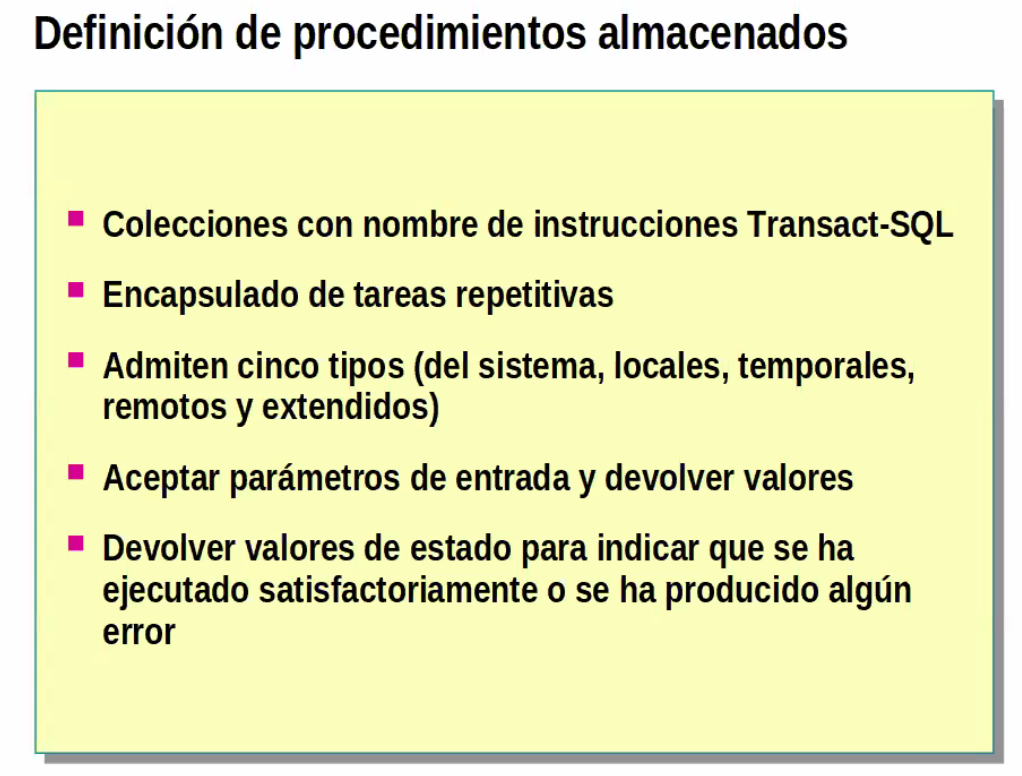 Definición de procedimientos almacenados
Colecciones con nombre de instrucciones Transact-SQL
Encapsulado de tareas repetitivas
Admiten cinco tipos (del sistema, locales, temporales,
remotos y extendidos)
Aceptar parámetros de entrada y devolver valores
Devolver valores de estado para indicar que se ha
ejecutado satisfactoriamente o se ha producido algún
error